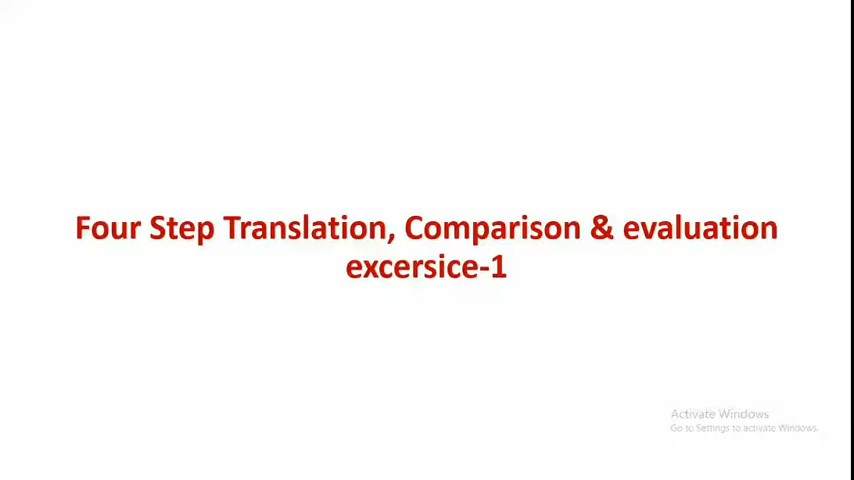 Four Step Translation, Comparison & evaluation
excersice-1
Activate Windows
Go to Settings to activate Windows.